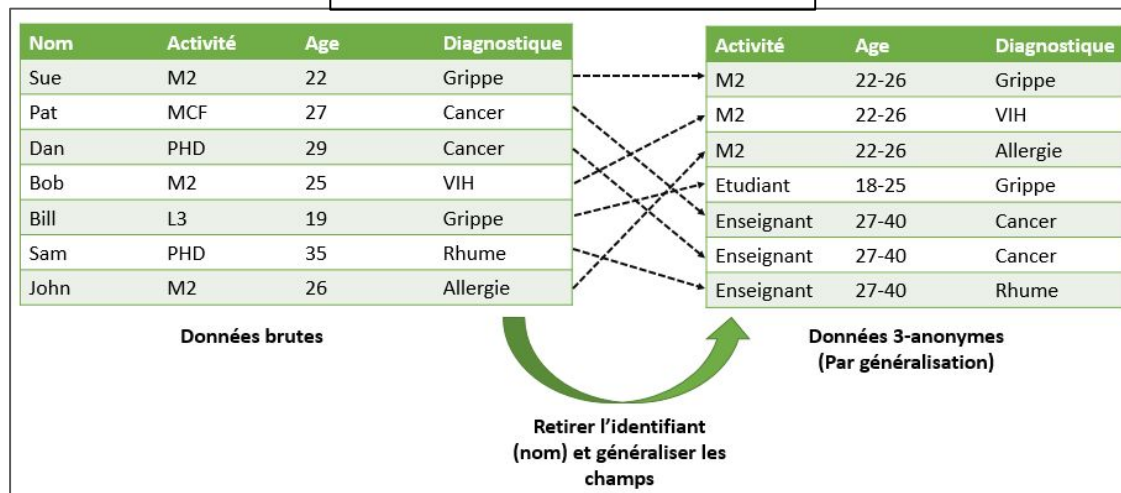 Nom Activité Age Diagnostique
Sue M2 22 Grippe
Pat MCF 27 Cancer
Dan PHD 29 Cancer
Bob M2 25 VIH
Bill L3 19 Grippe
Sam PHD 35 Rhume
John M2 26 Allergie
Données brutes
Activité Age Diagnostique
M2 22-26 Grippe
M2 22-26 VIH
M2 22-26 Allergie
Etudiant 18-25 Grippe
Enseignant 27-40 Cancer
Enseignant 27-40 Cancer
Enseignant 27-40 Rhume
Données 3-anonymes
(Par généralisation)
Retirer l’identifiant
(nom) et généraliser les
champs